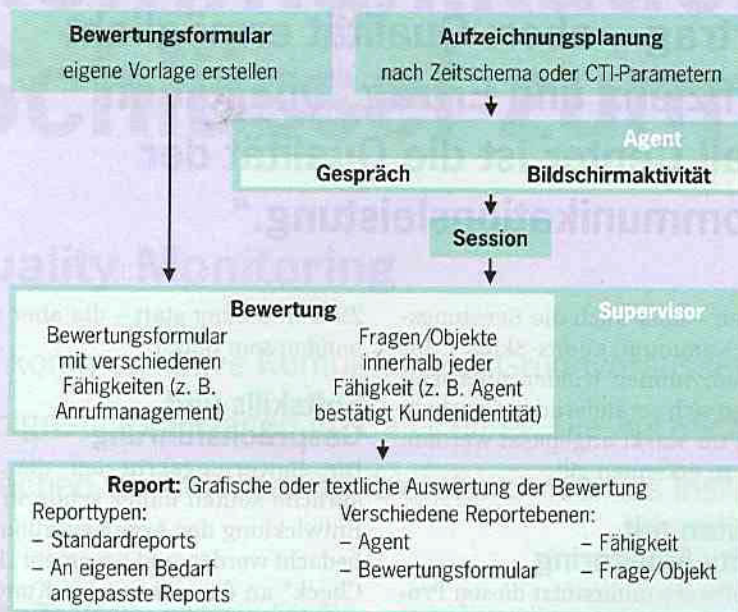 Bewertungsformular
eigene Vorlage erstellen
Aufzeichnungsplanung
nach Zeitschema oder CTI-Parametern
Agent
Gespräch Bildschirmaktivität
Session
Bewertung
Supervisor
Bewertungsformular
mit verschiedenen
Fähigkeiten (z. B.
Anrufmanagement)
Fragen/Objekte
innerhalb jeder
Fähigkeit (z. B. Agent
bestätigt Kundenidentität)
Report: Grafische oder textliche Auswertung der Bewertung
Reporttypen:
– Standardreports
– An eigenen Bedarf
angepasste Reports
Verschiedene Reportebenen:
– Agent – Fähigkeit
– Bewertungsformular – Frage/Objekt